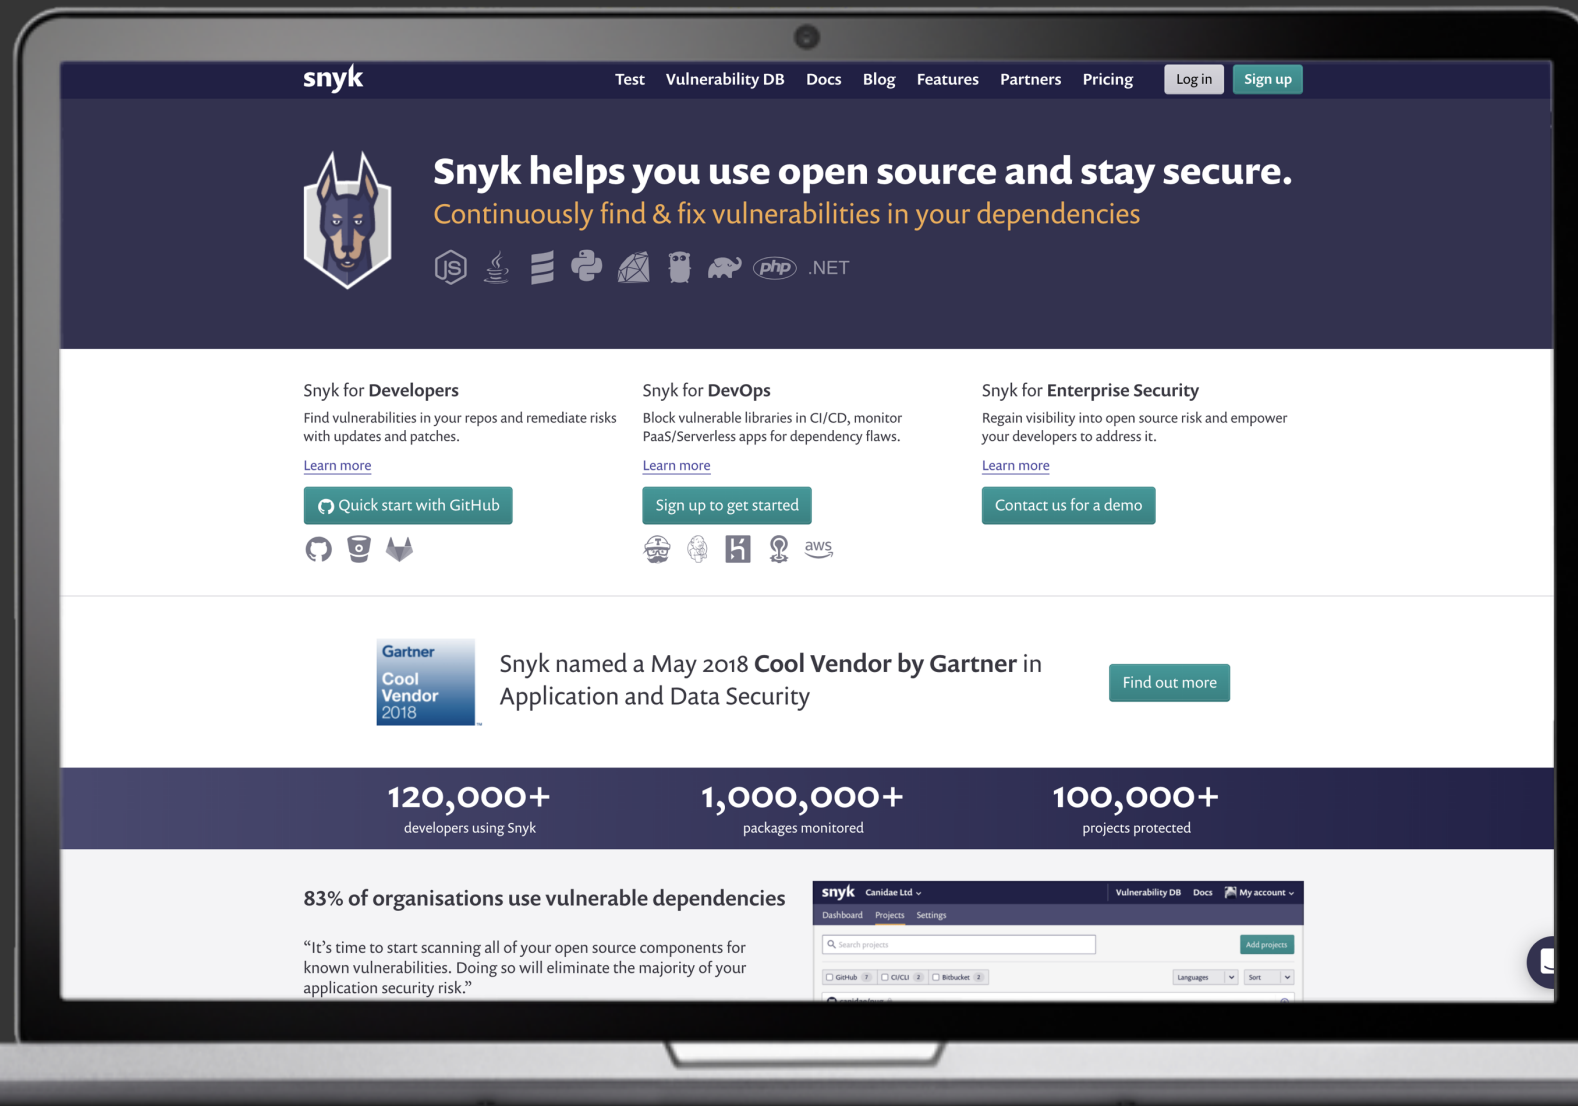 snyk
Test Vulnerability DB Docs Blog Features Partners Pricing Log in Sign up
Snyk helps you use open source and stay secure.
Continuously find & fix vulnerabilities in your dependencies
JS php .NET
Snyk for Developers
Find vulnerabilities in your repos and remediate risks
with updates and patches.
Learn more
Quick start with GitHub
Snyk for DevOps
Block vulnerable libraries in CI/CD, monitor
PaaS/Serverless apps for dependency flaws.
Learn more
Sign up to get started
T aws
Snyk for Enterprise Security
Regain visibility into open source risk and empower
your developers to address it.
Learn more
Contact us for a demo
Gartner
Cool
Vendor
2018
TM
Snyk named a May 2018 Cool Vendor by Gartner in
Application and Data Security
Find out more
120,000+
developers using Snyk
1,000,000+
packages monitored
100,000+
projects protected
83% of organisations use vulnerable dependencies
“It’s time to start scanning all of your open source components for
known vulnerabilities. Doing so will eliminate the majority of your
application security risk.”
snyk Canidae Ltd Vulnerability DB Docs My account
Dashboard Projects Settings
Search projects Add projects
GitHub 7 CI/CLI 2 Bitbucket 2 Languages Sort